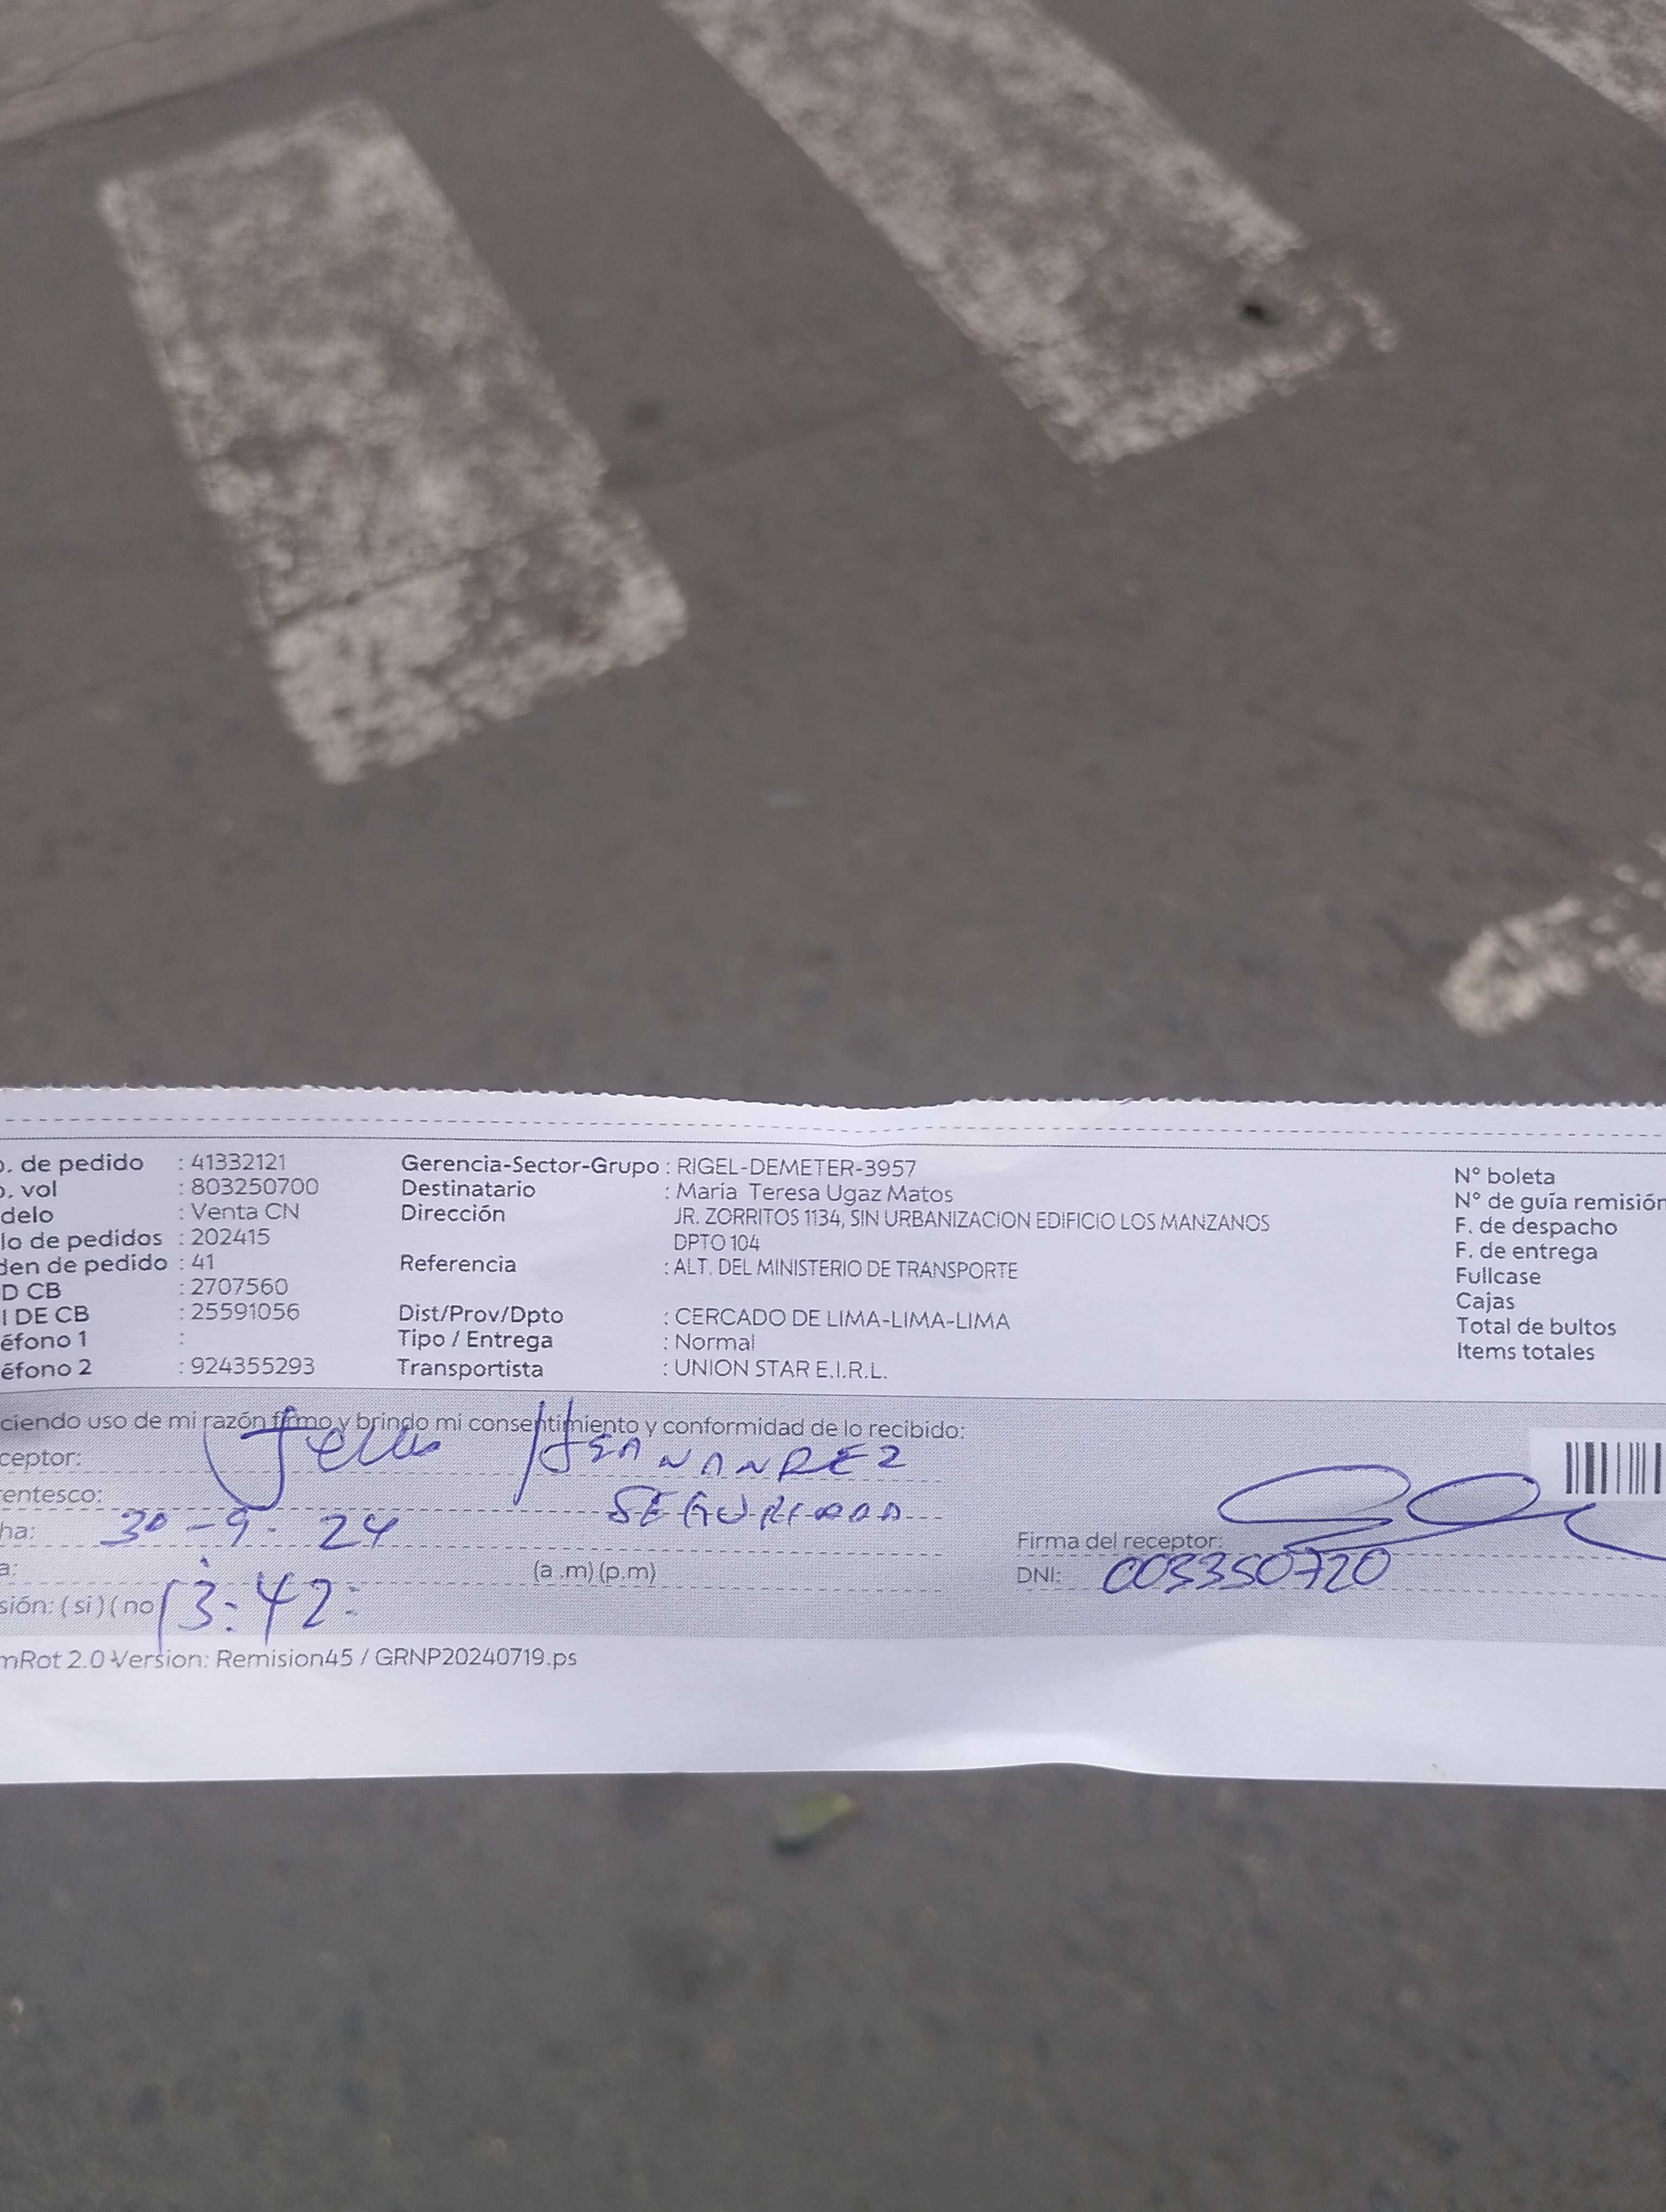 o. de pedido : 41332121 Gerencia-Sector-Grupo : RIGEL-DEMETER-3957 N° boleta
o. vol : 803250700 Destinatario : María Teresa Ugaz Matos N° de guía remisión
delo : Venta CN Dirección JR. ZORRITOS 1134, SIN URBANIZACION EDIFICIO LOS MANZANOS F. de despacho
lo de pedidos : 202415 DPTO 104 F. de entrega
den de pedido : 41 Referencia : ALT. DEL MINISTERIO DE TRANSPORTE Fullcase
D CB : 2707560 Cajas
I DE CB : 25591056 Dist/Prov/Dpto : CERCADO DE LIMA-LIMA-LIMA Total de bultos
éfono 1 : Tipo / Entrega : Normal Items totales
éfono 2 : 924355293 Transportista : UNION STAR E.I.R.L.
ciendo uso de mi razón firmo y brindo mi consentimiento y conformidad de lo recibido:
ceptor:
entesco:
ha: 30-9-24 Firma del receptor:
a: (a .m) (p.m) DNI: 003350720
sión: ( si ) ( no 13:42
mRot 2.0 Version: Remision45 / GRNP20240719.ps